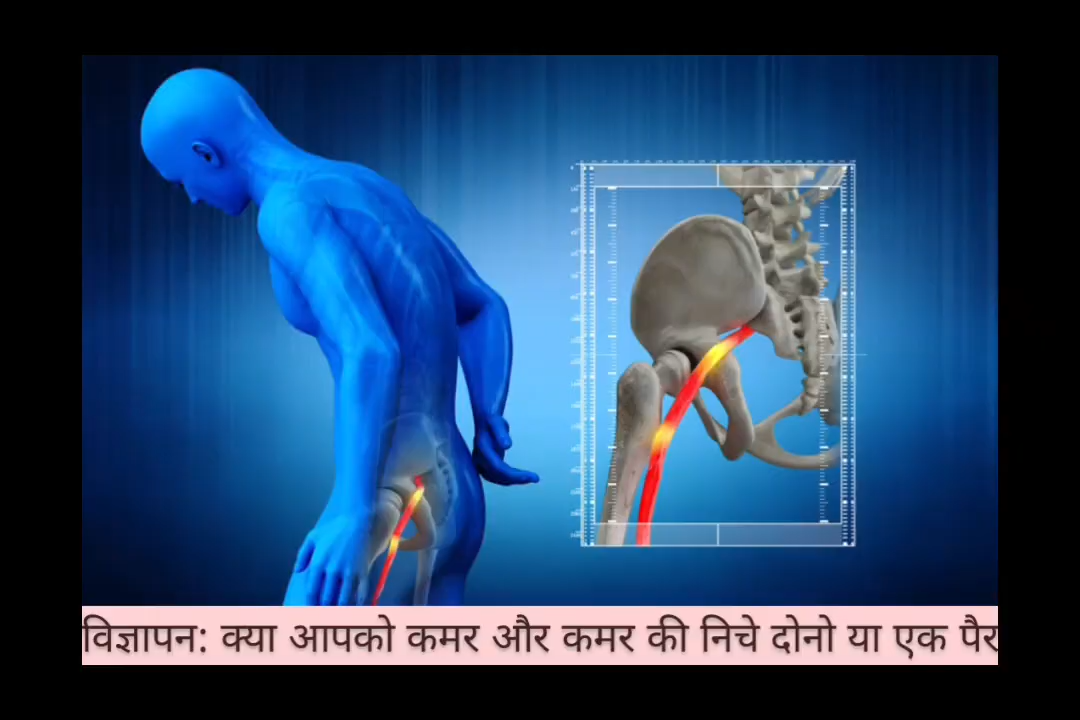 विज्ञापन: क्या आपको कमर और कमर की निचे दोनो या एक पैर